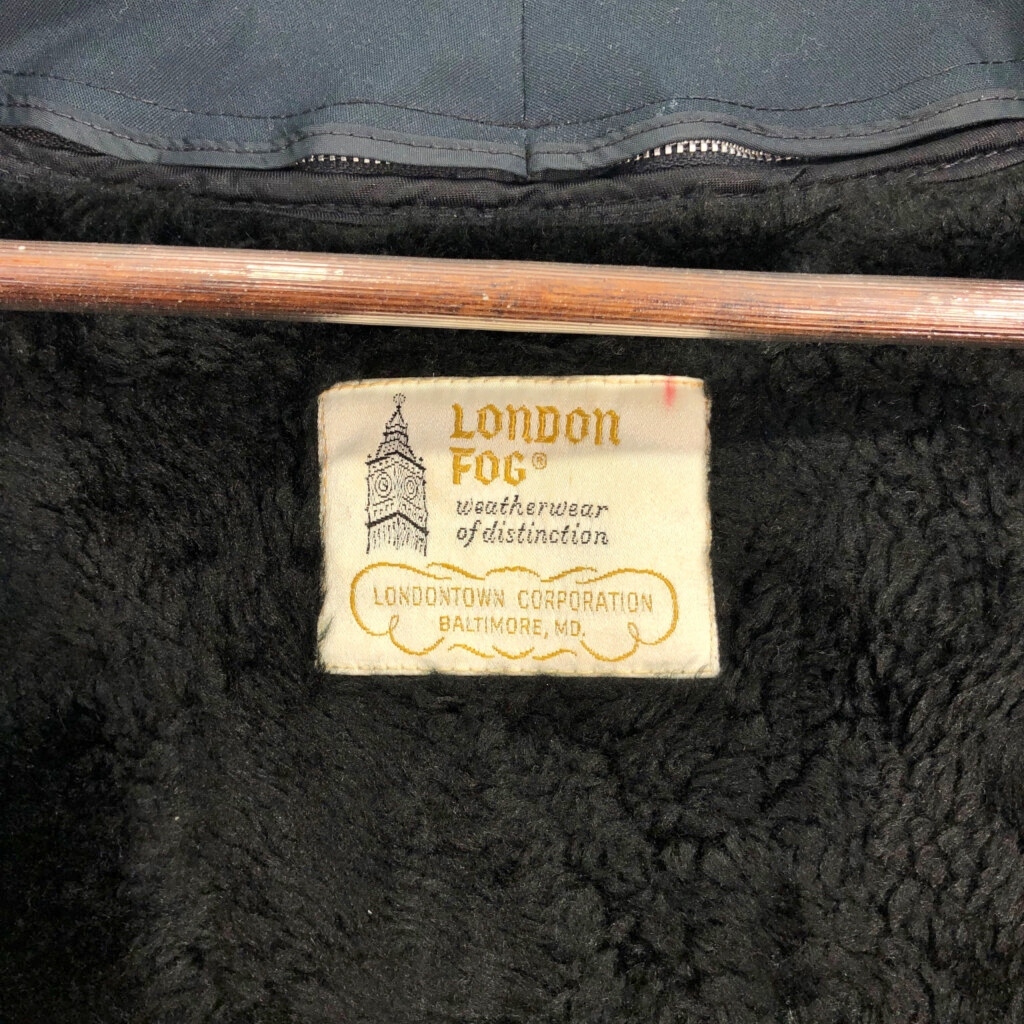 LONDON
FOG®
weatherwear
of distinction
LONDONTOWN CORPORATION
BALTIMORE, MD.